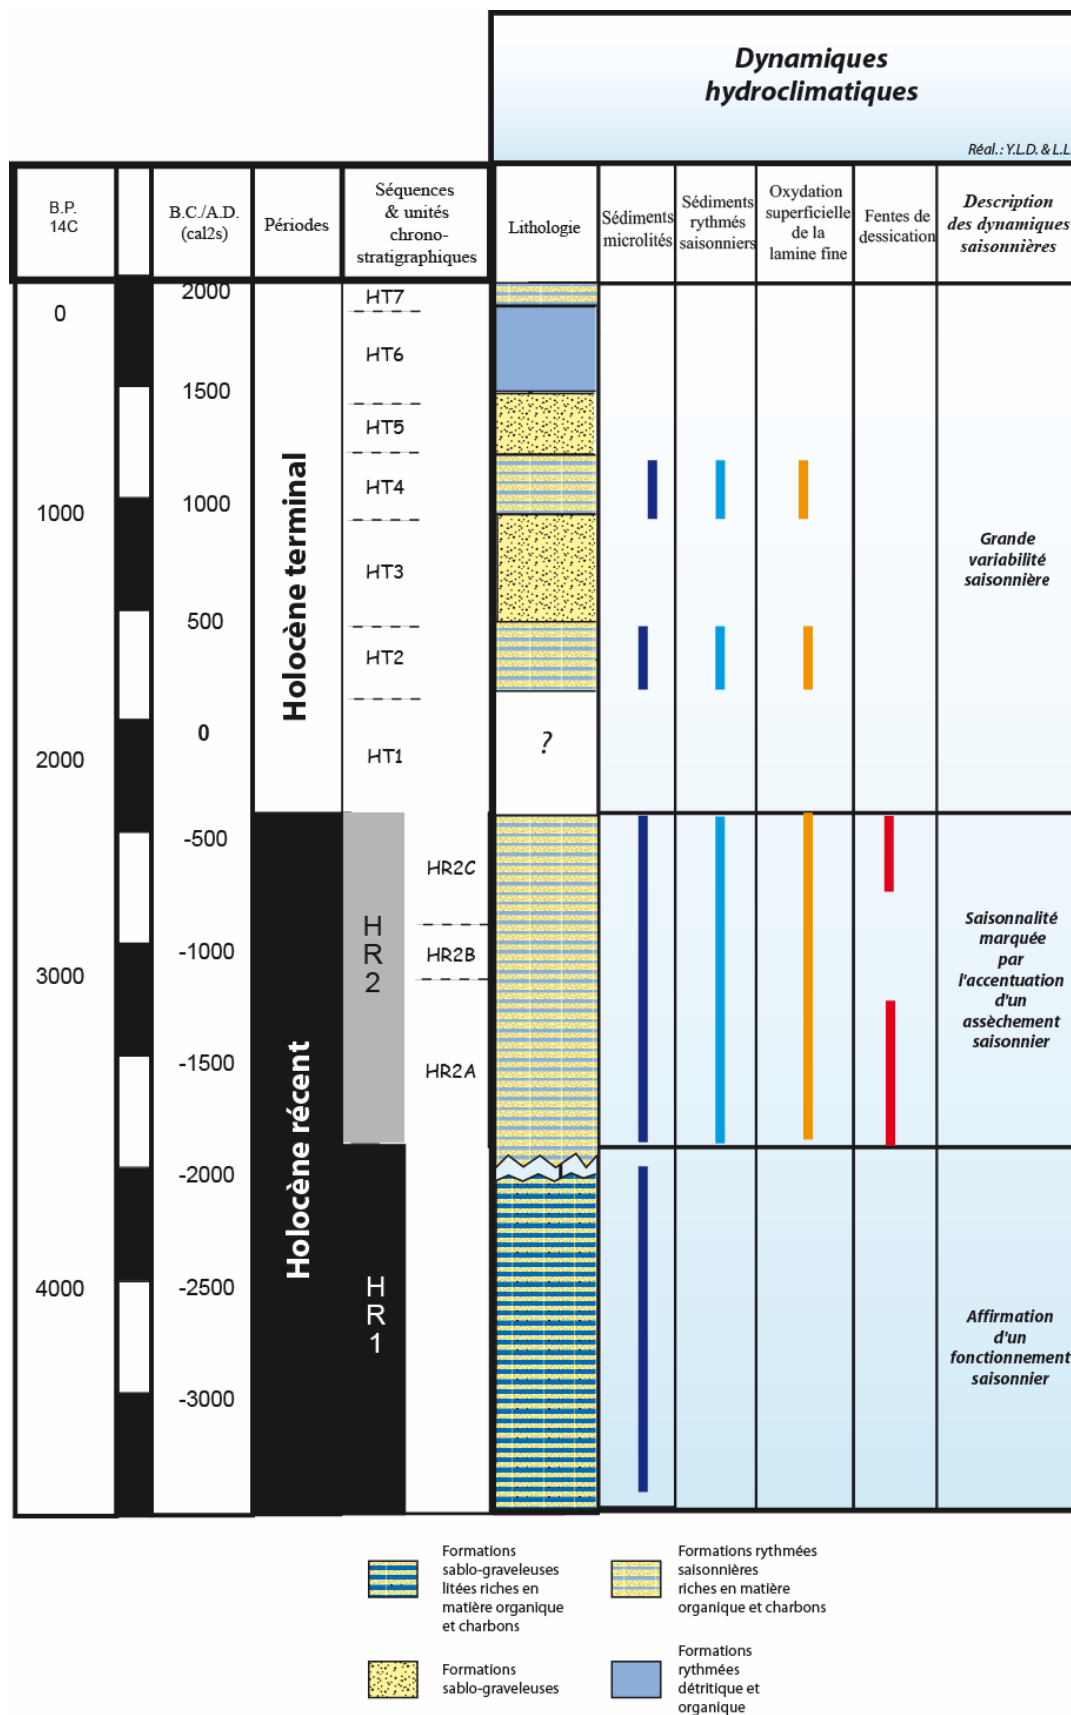 Dynamiques
hydroclimatiques
Réal.: Y.L.D. & L.L.
B.P.
14C
B.C./A.D.
(cal2s)
Périodes
Séquences
& unités
chrono-
stratigraphiques
Lithologie
Sédiments
microlités
Sédiments
rythmés
saisonniers
Oxydation
superficielle
de la
lamine fine
Fentes de
dessication
Description
des dynamiques
saisonnières
0
1000
2000
3000
4000
2000
1500
1000
500
0
-500
-1000
-1500
-2000
-2500
-3000
Holocène terminal
Holocène récent
HT7
HT6
HT5
HT4
HT3
HT2
HT1
H
R
2
HR2C
HR2B
HR2A
H
R
1
?
Grande
variabilité
saisonnière
Saisonnalité
marquée
par
l'accentuation
d'un
assèchement
saisonnier
Affirmation
d'un
fonctionnement
saisonnier
Formations
sablo-graveleuses
litées riches en
matière organique
et charbons
Formations rythmées
saisonnières
riches en matière
organique et charbons
Formations
sablo-graveleuses
Formations
rythmées
détritique et
organique